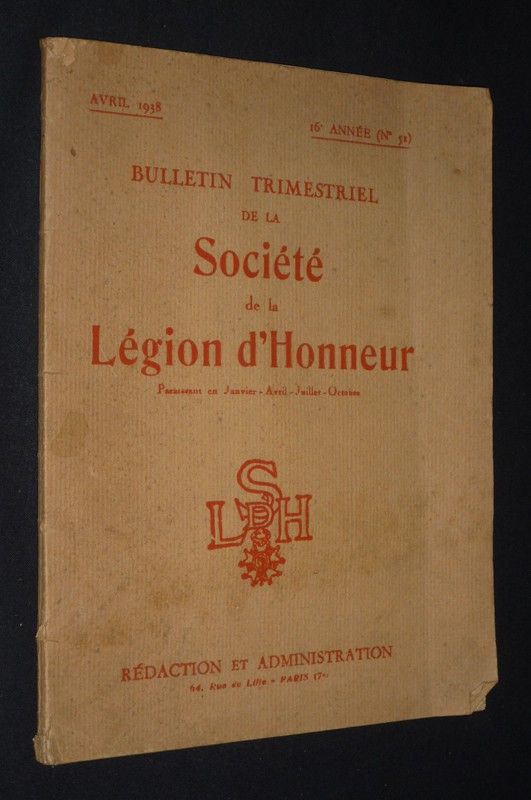 AVRIL 1938
16e ANNÉE (N° 51)
BULLETIN TRIMESTRIEL
DE LA
Société
de la
Légion d'Honneur
Paraissant en Janvier - Avril - Juillet - Octobre
S
LDH
RÉDACTION ET ADMINISTRATION
64, Rue de Lille - PARIS (7e)